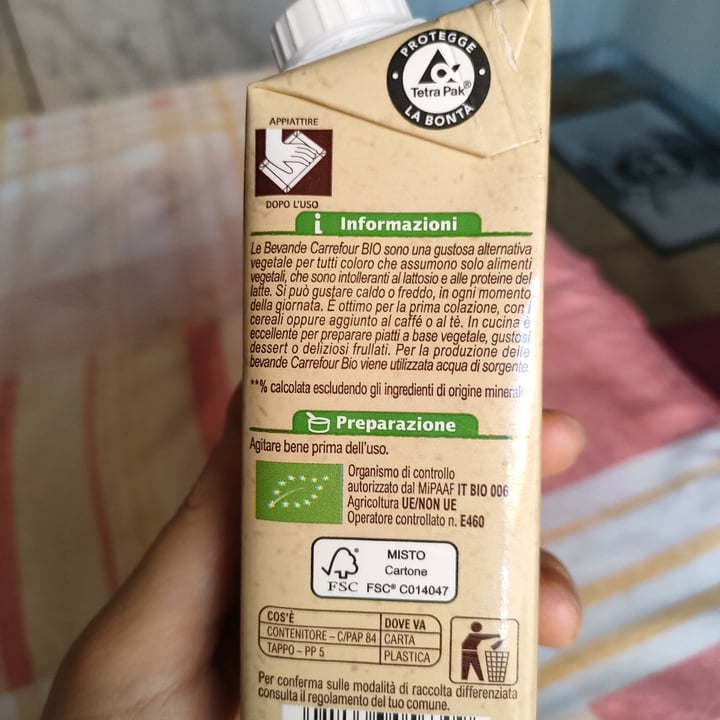 PROTEGGE
Tetra Pak®
LA BONTÀ
APPIATTIRE
DOPO L'USO
i Informazioni
Le Bevande Carrefour BIO sono una gustosa alternativa
vegetale per tutti coloro che assumono solo alimenti
vegetali, che sono intolleranti al lattosio e alle proteine del
latte. Si può gustare caldo o freddo, in ogni momento
della giornata. È ottimo per la prima colazione, con i
cereali oppure aggiunto al caffé o al tè. In cucina è
eccellente per preparare piatti a base vegetale, gustosi
dessert o deliziosi frullati. Per la produzione delle
bevande Carrefour Bio viene utilizzata acqua di sorgente.
**% calcolata escludendo gli ingredienti di origine minerale
Preparazione
Agitare bene prima dell'uso.
Organismo di controllo
autorizzato dal MiPAAF IT BIO 006
Agricoltura UE/NON UE
Operatore controllato n. E460
MISTO
Cartone
FSC® C014047
FSC
COS'È DOVE VA
CONTENITORE – C/PAP 84 CARTA
TAPPO – PP 5 PLASTICA
Per conferma sulle modalità di raccolta differenziata
consulta il regolamento del tuo comune.